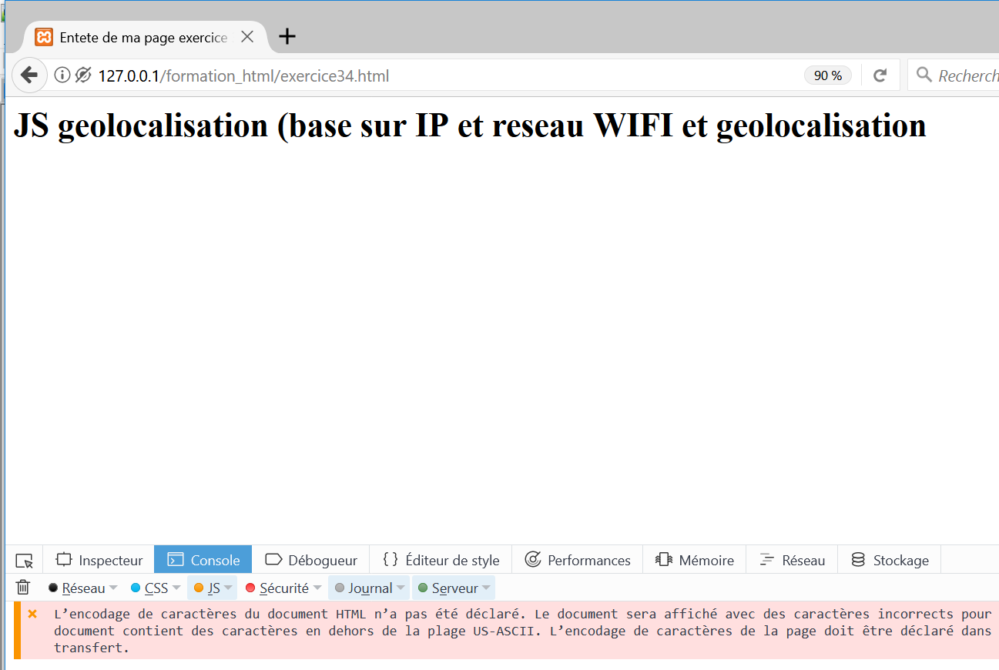 Entete de ma page exercice
127.0.0.1/formation_html/exercice34.html
90 %
Recherch
JS geolocalisation (base sur IP et reseau WIFI et geolocalisation
Inspecteur Console Débogueur Éditeur de style Performances Mémoire Réseau Stockage
Réseau CSS JS Sécurité Journal Serveur
L’encodage de caractères du document HTML n’a pas été déclaré. Le document sera affiché avec des caractères incorrects pour
document contient des caractères en dehors de la plage US-ASCII. L’encodage de caractères de la page doit être déclaré dans
transfert.